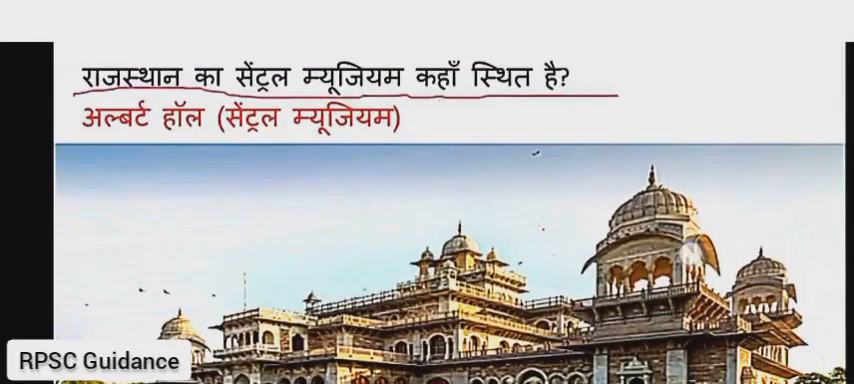 राजस्थान का सेंट्रल म्यूजियम कहाँ स्थित है?
अल्बर्ट हॉल (सेंट्रल म्यूजियम)
RPSC Guidance